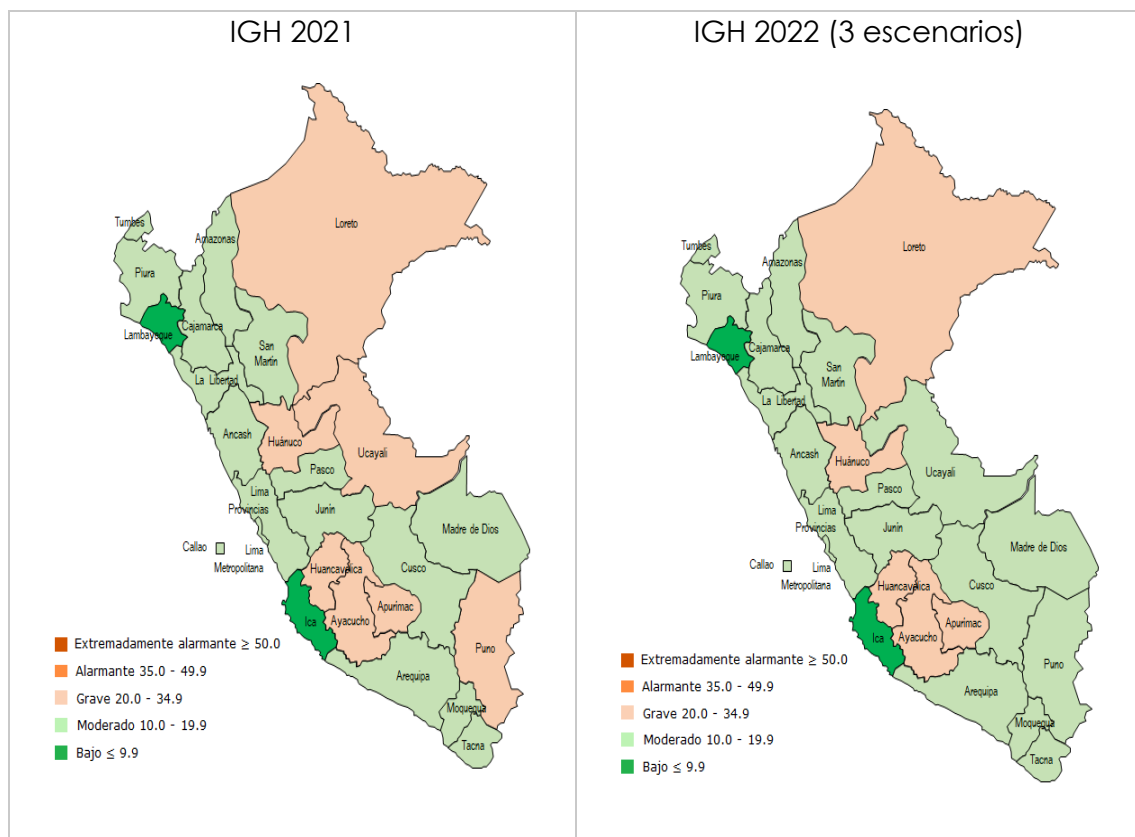 IGH 2021
Loreto
Tumbes
Amazonas
Piura
Lambayeque
Cajamarca
San
Martín
La Libertad
Ancash
Huánuco
Ucayali
Pasco
Lima
Provincias
Junín
Madre de Dios
Callao
Lima
Metropolitana
Cusco
Huancavelica
Apurimac
Ayacucho
Ica
Puno
Arequipa
Moquegua
Tacna
Extremadamente alarmante ≥ 50.0
Alarmante 35.0 - 49.9
Grave 20.0 - 34.9
Moderado 10.0 - 19.9
Bajo ≤ 9.9
IGH 2022 (3 escenarios)
Loreto
Tumbes
Amazonas
Piura
Lambayeque
Cajamarca
San
Martín
La Libertad
Ancash
Huánuco
Ucayali
Pasco
Lima
Provincias
Junín
Madre de Dios
Callao
Lima
Metropolitana
Cusco
Huancavelica
Apurimac
Ayacucho
Ica
Puno
Arequipa
Moquegua
Tacna
Extremadamente alarmante ≥ 50.0
Alarmante 35.0 - 49.9
Grave 20.0 - 34.9
Moderado 10.0 - 19.9
Bajo ≤ 9.9